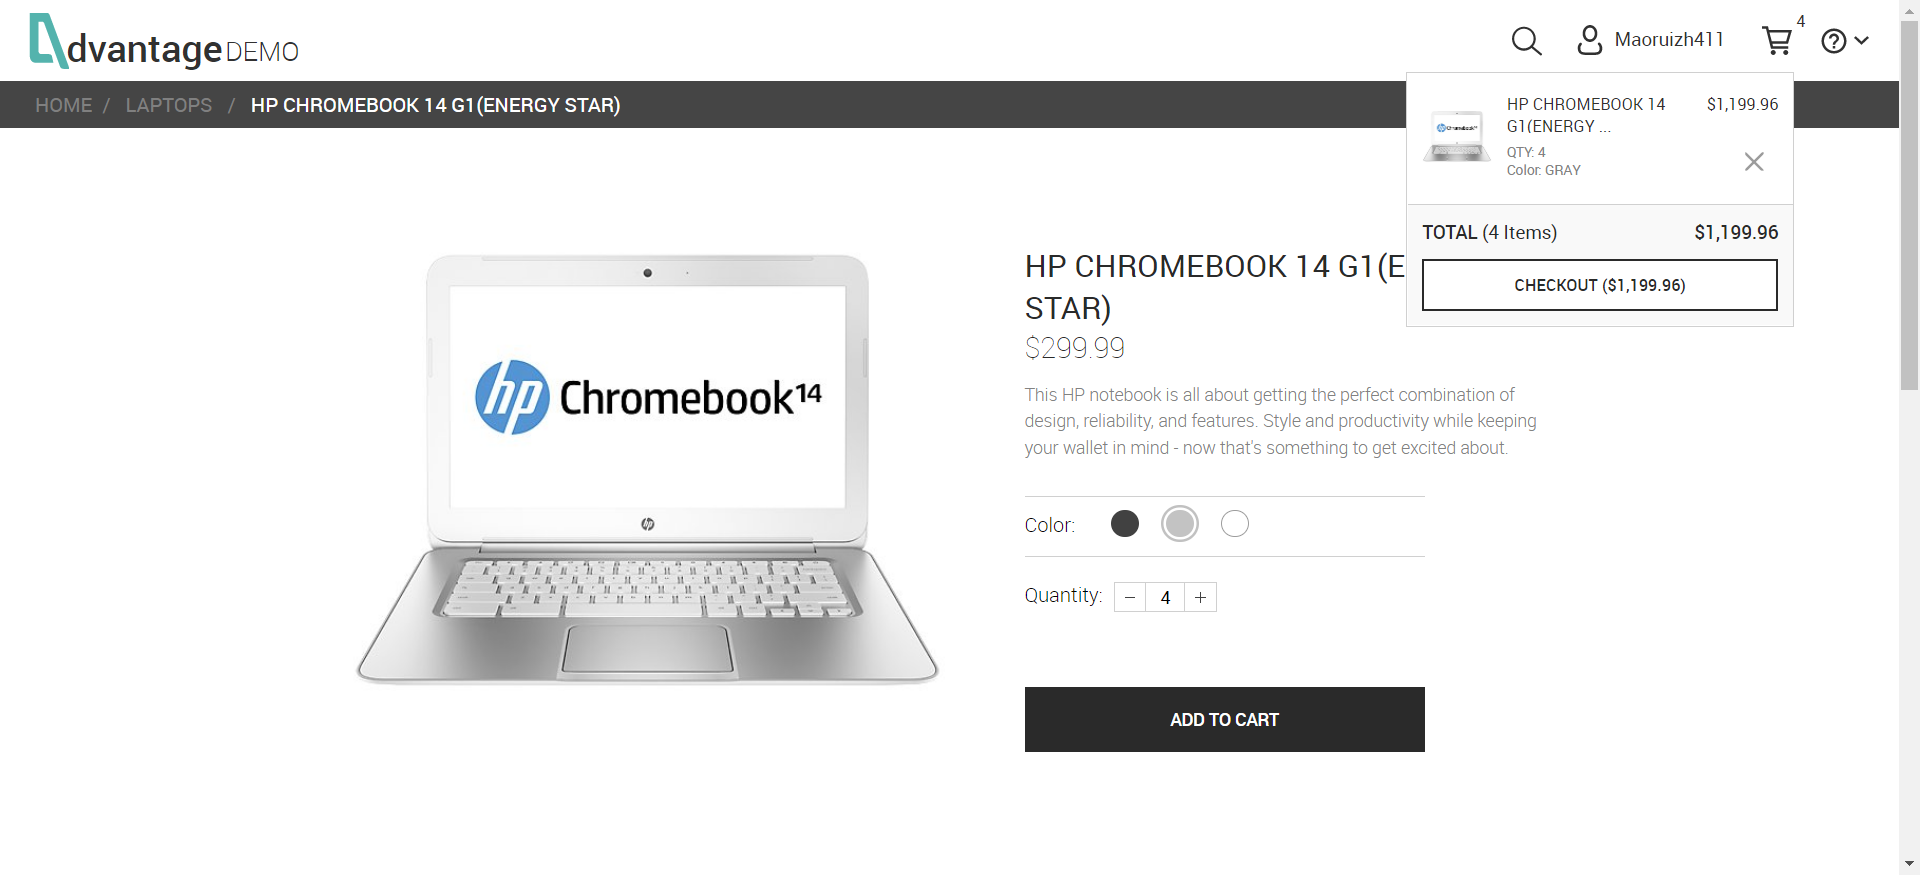 dvantage DEMO
Maoruizh411
4
HOME / LAPTOPS / HP CHROMEBOOK 14 G1(ENERGY STAR)
HP CHROMEBOOK 14 $1,199.96
G1(ENERGY ...
QTY: 4
Color: GRAY
TOTAL (4 Items) $1,199.96
CHECKOUT ($1,199.96)
hp Chromebook14
hp
HP CHROMEBOOK 14 G1(E
STAR)
$299.99
This HP notebook is all about getting the perfect combination of
design, reliability, and features. Style and productivity while keeping
your wallet in mind - now that's something to get excited about.
Color:
Quantity: − 4 +
ADD TO CART